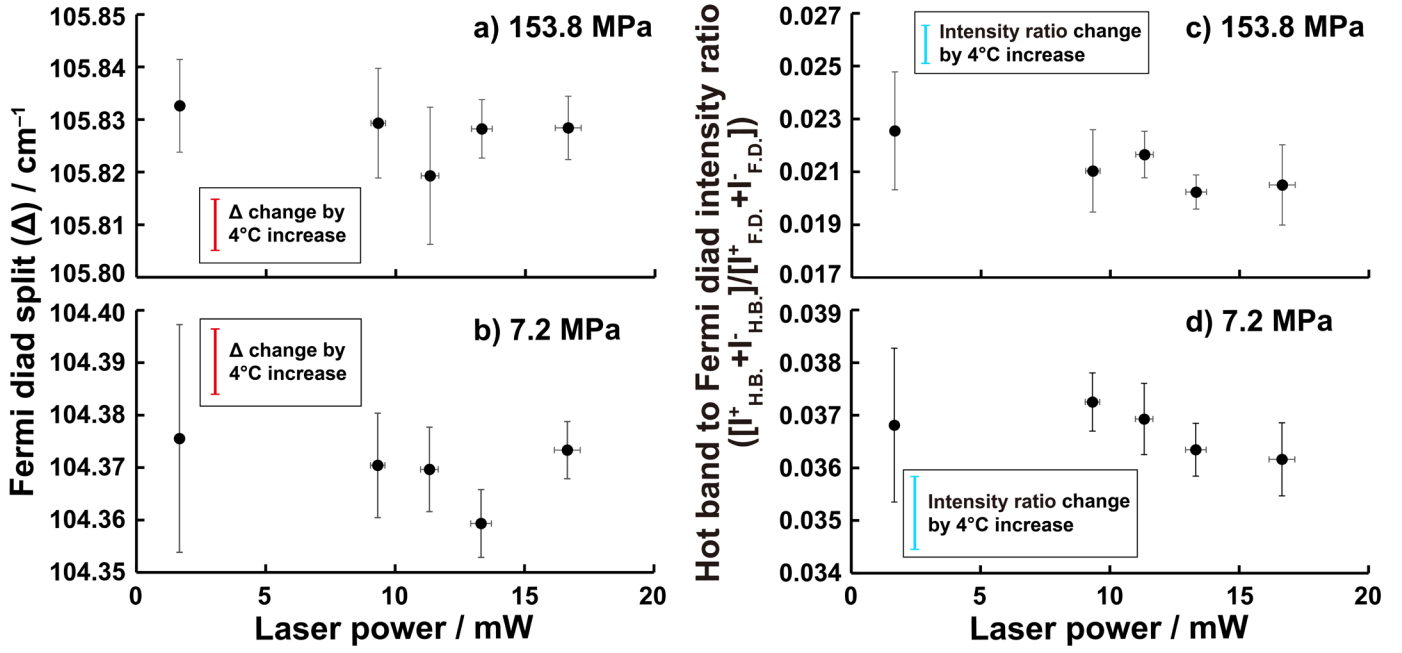 Fermi diad split (Δ) / cm⁻¹
105.85
105.84
105.83
105.82
105.81
105.80
a) 153.8 MPa
Δ change by
4°C increase
104.40
104.39
104.38
104.37
104.36
104.35
b) 7.2 MPa
Δ change by
4°C increase
0 5 10 15 20
Laser power / mW
Hot band to Fermi diad intensity ratio
([I⁺H.B. +I⁻H.B.]/[I⁺F.D. +I⁻F.D.])
0.027
0.025
0.023
0.021
0.019
0.017
c) 153.8 MPa
Intensity ratio change
by 4°C increase
0.039
0.038
0.037
0.036
0.035
0.034
d) 7.2 MPa
Intensity ratio change
by 4°C increase
0 5 10 15 20
Laser power / mW